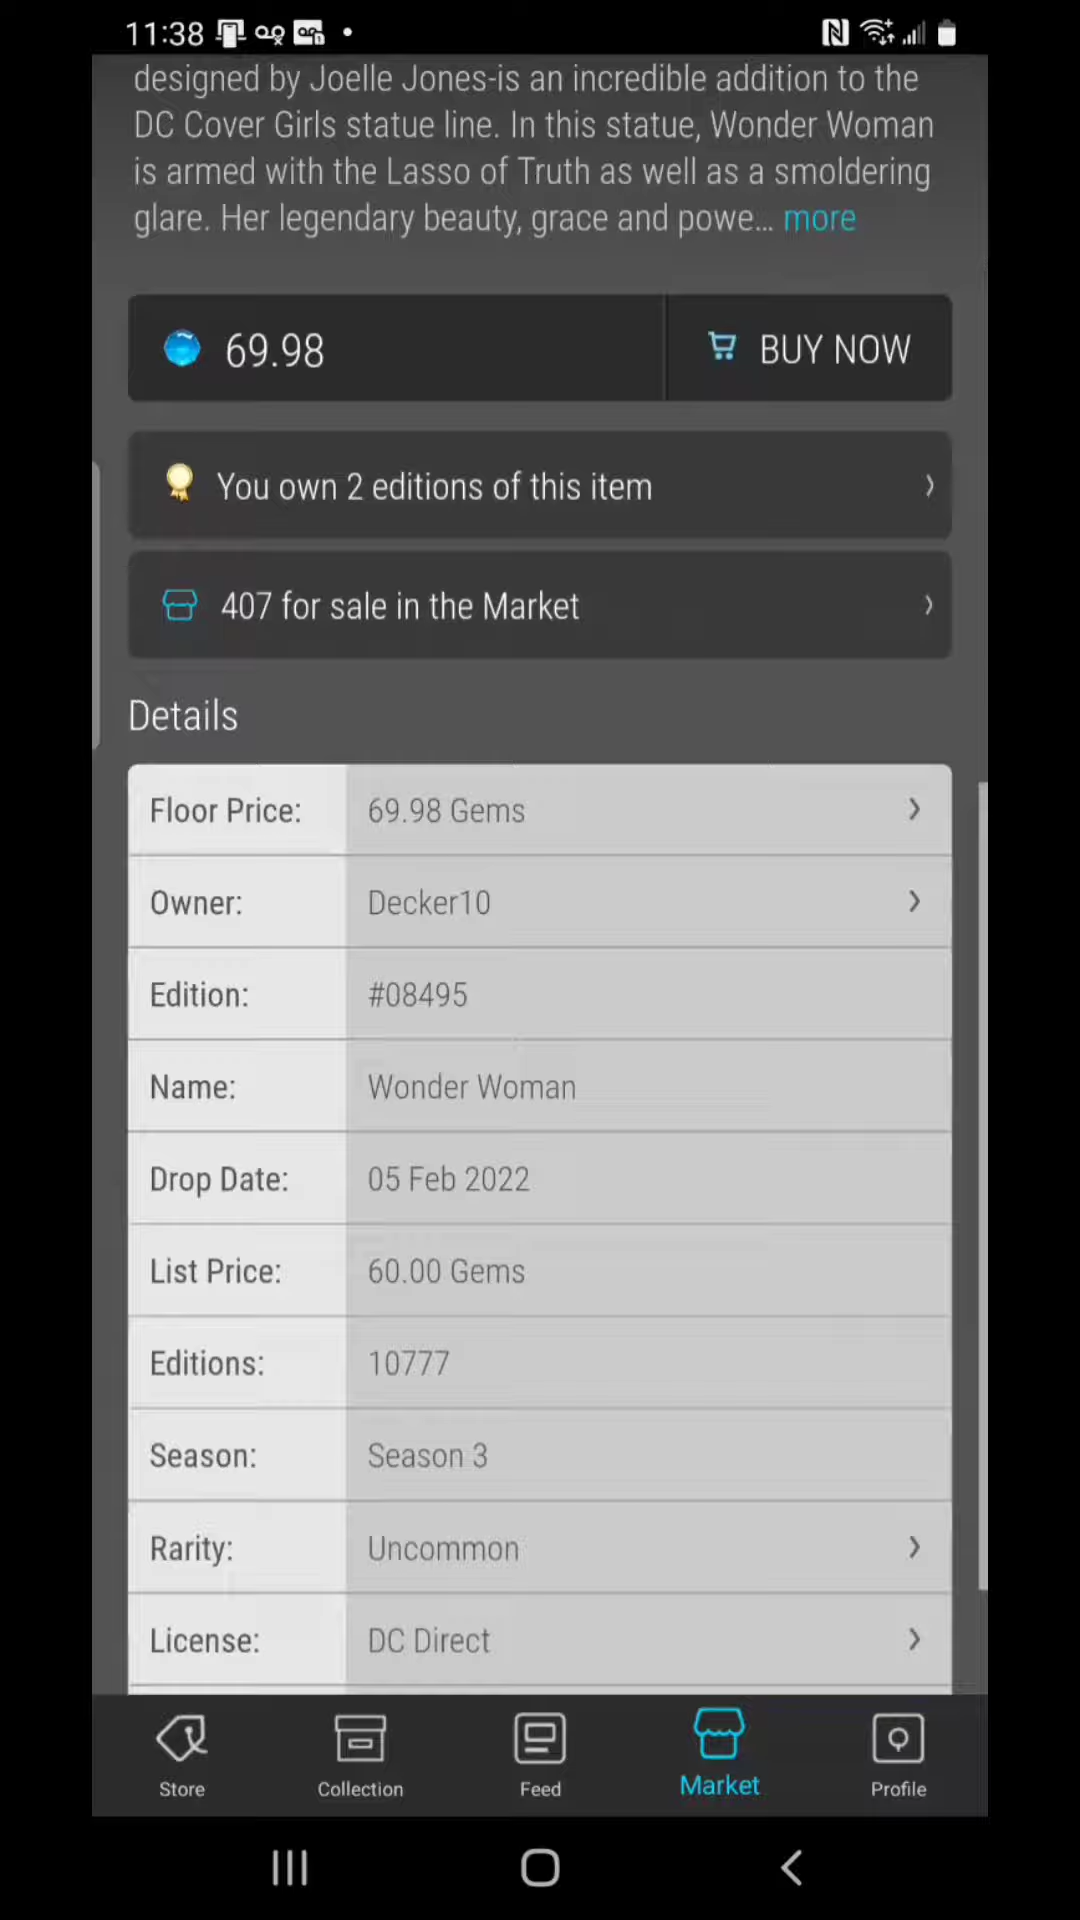 11:38
designed by Joelle Jones-is an incredible addition to the
DC Cover Girls statue line. In this statue, Wonder Woman
is armed with the Lasso of Truth as well as a smoldering
glare. Her legendary beauty, grace and powe... more
69.98
BUY NOW
You own 2 editions of this item
407 for sale in the Market
Details
Floor Price: 69.98 Gems
Owner: Decker10
Edition: #08495
Name: Wonder Woman
Drop Date: 05 Feb 2022
List Price: 60.00 Gems
Editions: 10777
Season: Season 3
Rarity: Uncommon
License: DC Direct
Store Collection Feed Market Profile